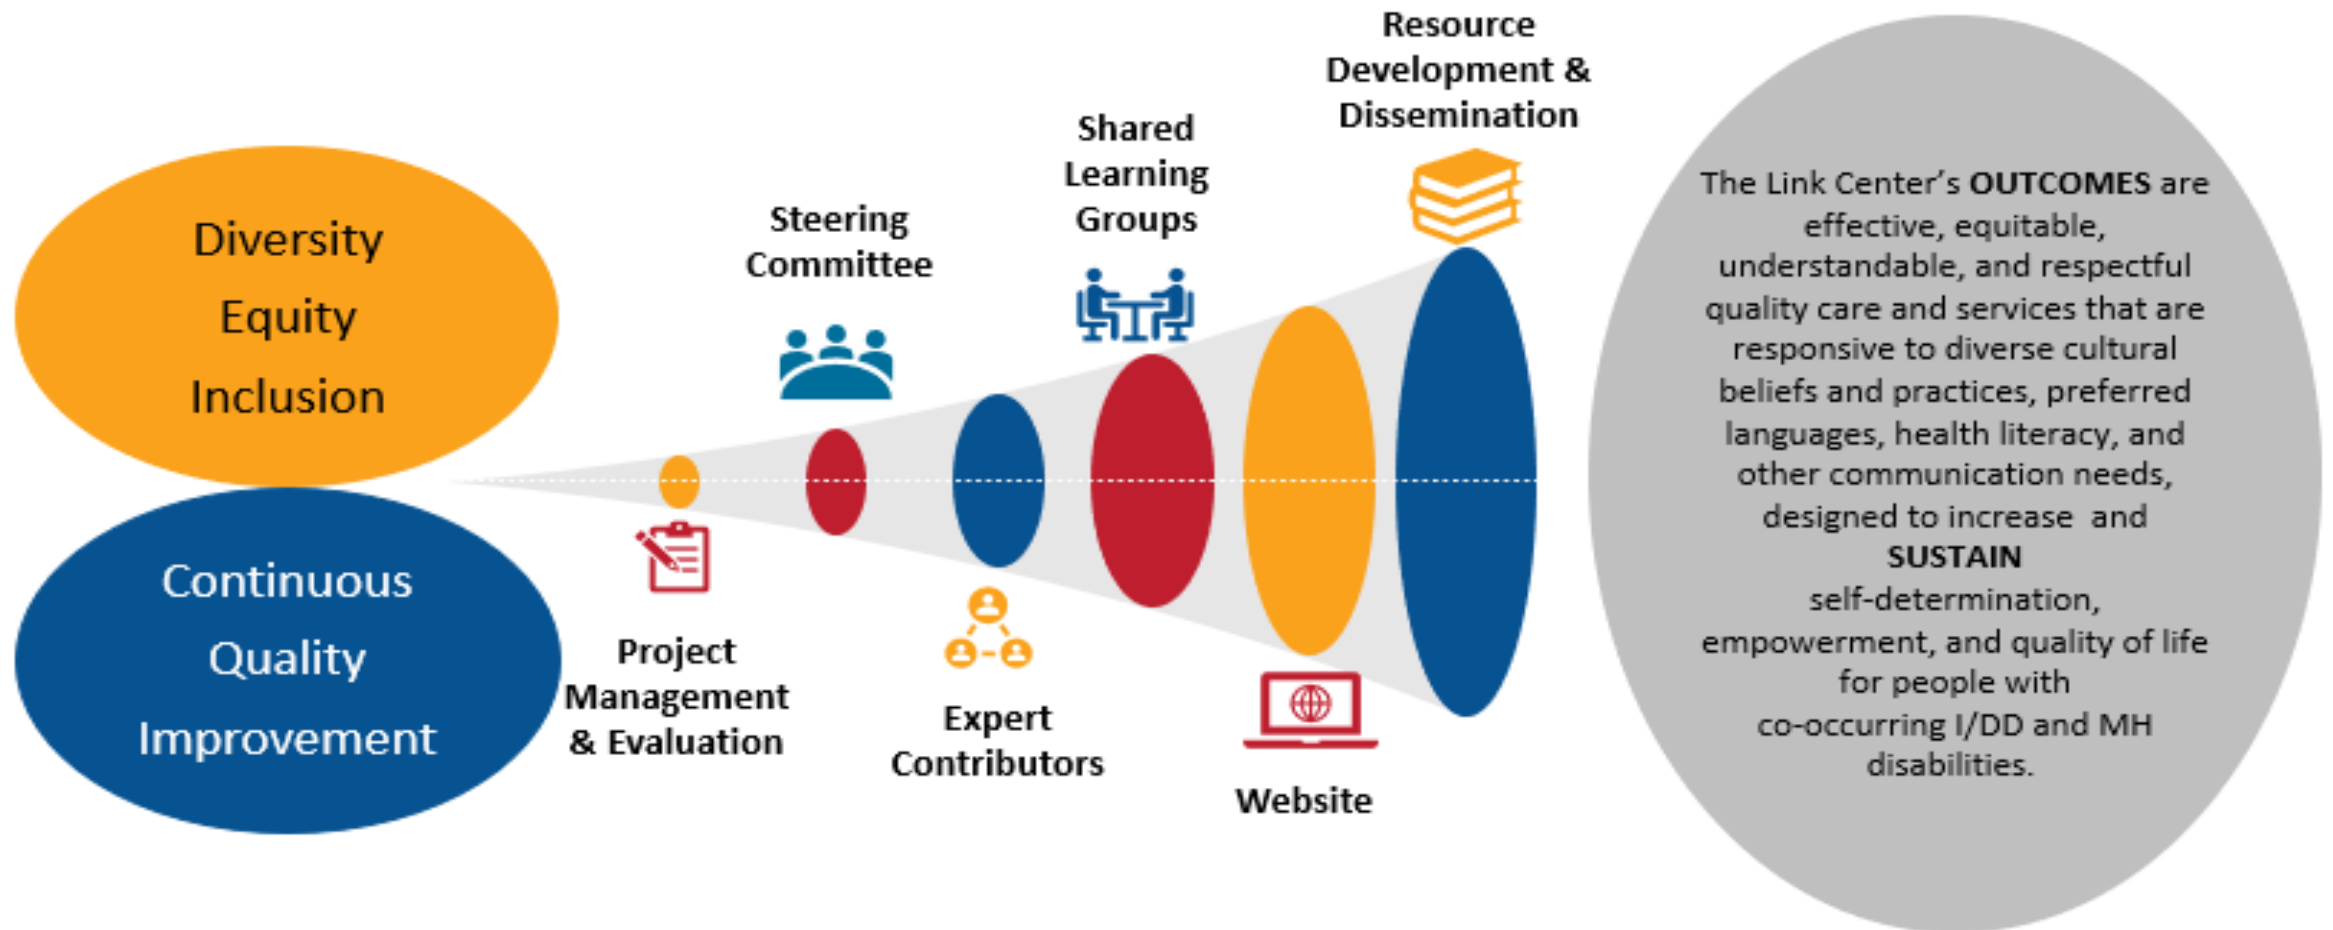 Diversity
Equity
Inclusion
Continuous
Quality
Improvement
Project
Management
& Evaluation
Steering
Committee
Expert
Contributors
Shared
Learning
Groups
Website
Resource
Development &
Dissemination
The Link Center’s OUTCOMES are
effective, equitable,
understandable, and respectful
quality care and services that are
responsive to diverse cultural
beliefs and practices, preferred
languages, health literacy, and
other communication needs,
designed to increase and
SUSTAIN
self-determination,
empowerment, and quality of life
for people with
co-occurring I/DD and MH
disabilities.